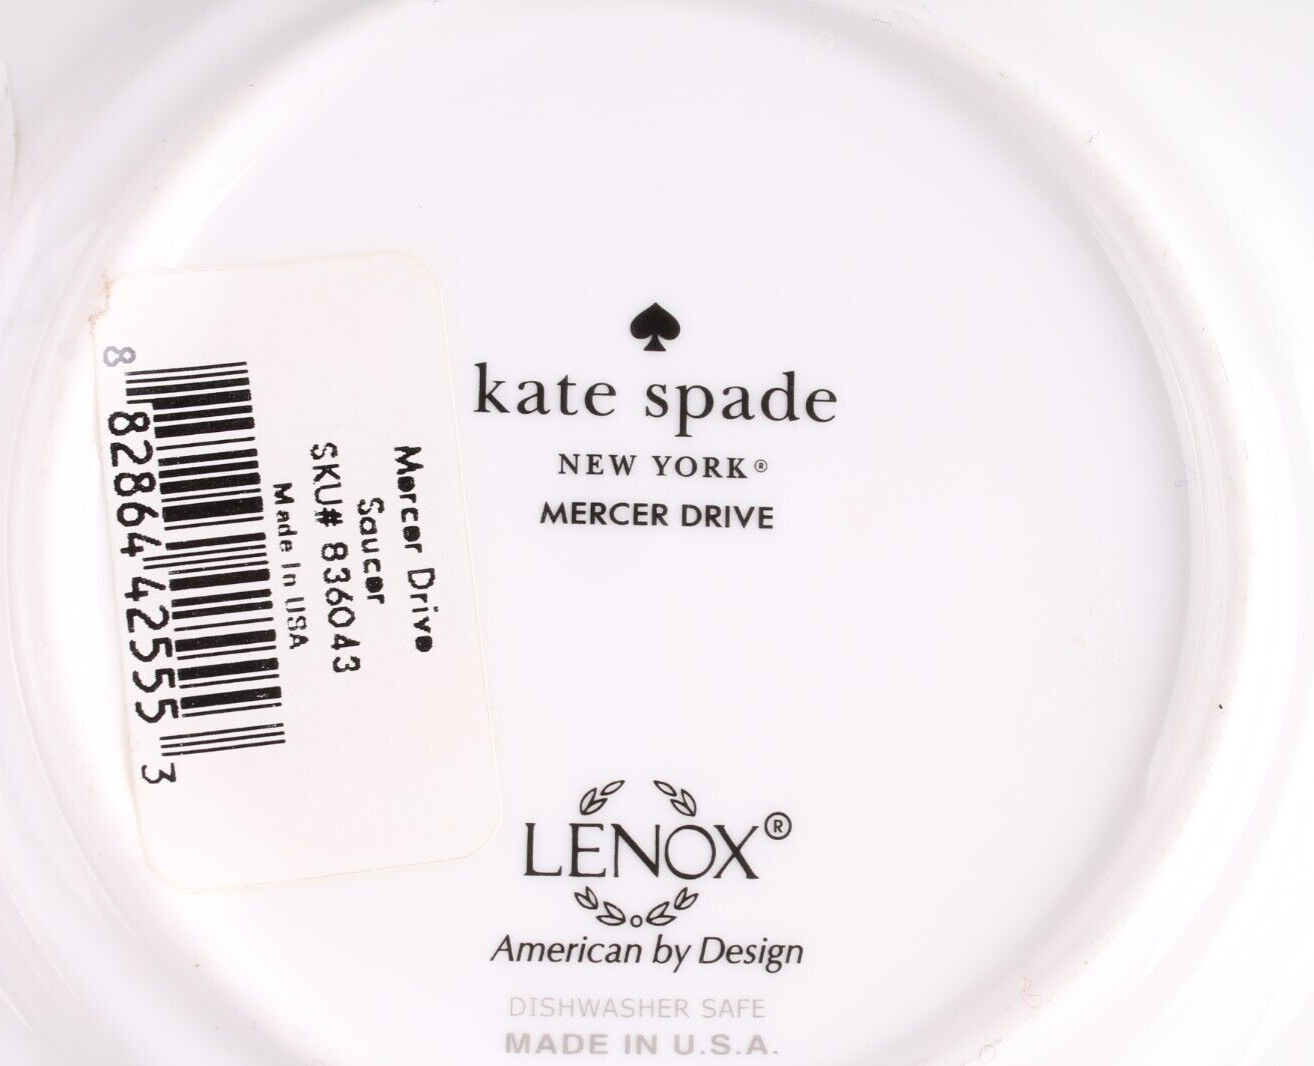 kate spade
NEW YORK®
MERCER DRIVE
Mercer Drive
Saucer
SKU# 836043
Made In USA
8 82864 42555 3
LENOX®
American by Design
DISHWASHER SAFE
MADE IN U.S.A.